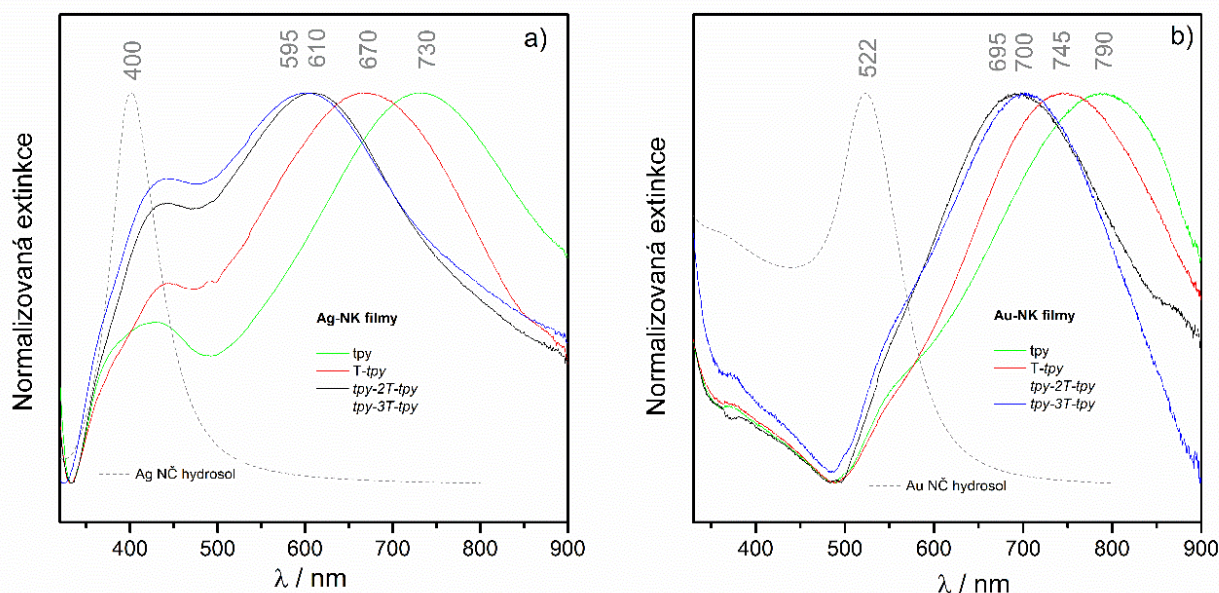 a)
400
595
610
670
730
Normalizovaná extinkce
Ag-NK filmy
tpy
T-tpy
tpy-2T-tpy
tpy-3T-tpy
Ag NČ hydrosol
400 500 600 700 800 900
λ / nm
b)
522
695
700
745
790
Normalizovaná extinkce
Au-NK filmy
tpy
T-tpy
tpy-2T-tpy
tpy-3T-tpy
Au NČ hydrosol
400 500 600 700 800 900
λ / nm